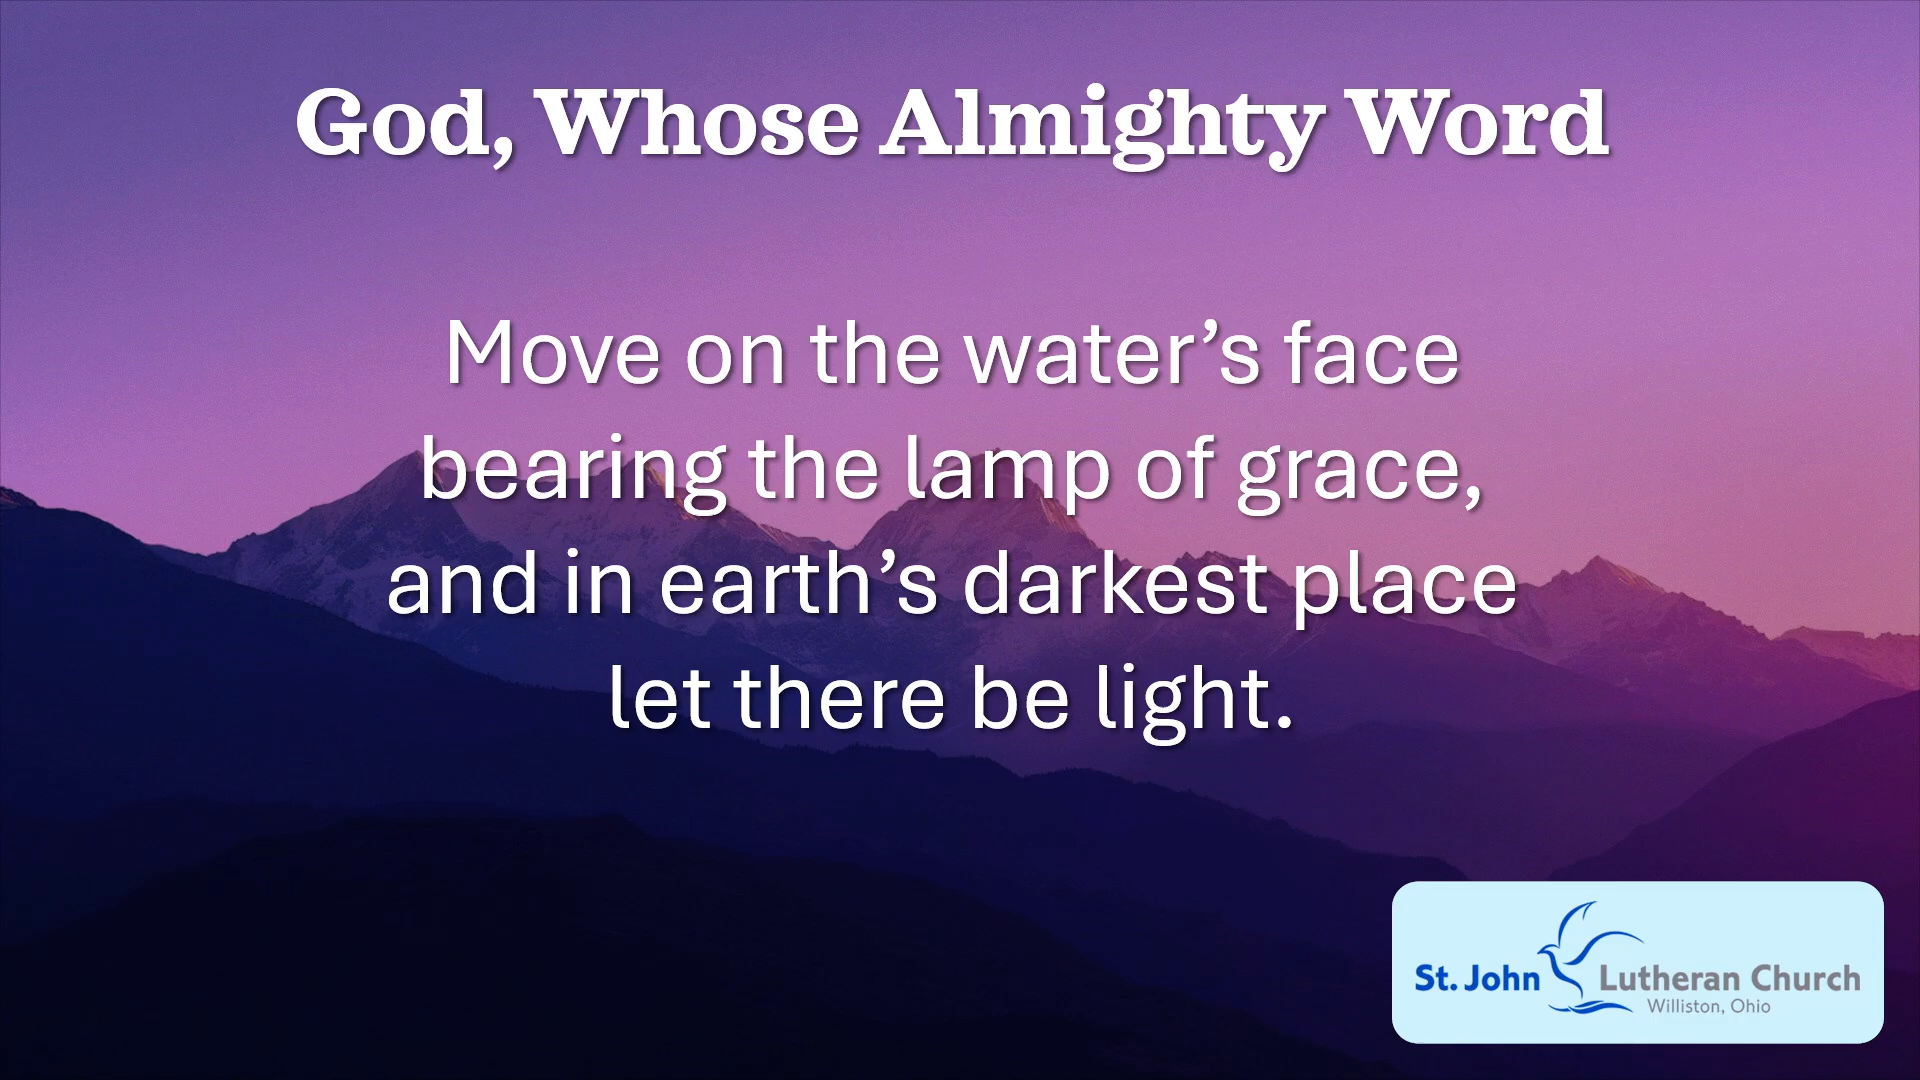 God, Whose Almighty Word
Move on the water’s face
bearing the lamp of grace,
and in earth’s darkest place
let there be light.
St. John Lutheran Church
Williston, Ohio